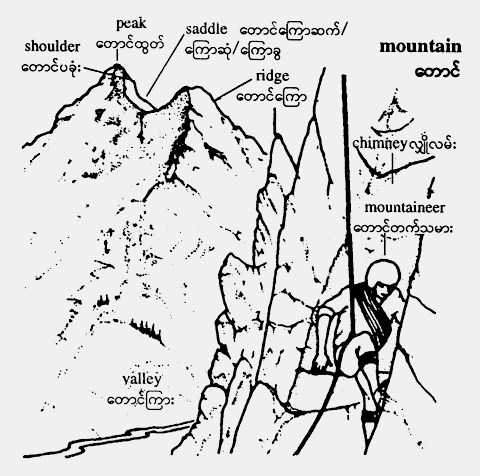 peak
တောင်ထွတ်
saddle တောင်ကြောဆက်/
ကြောဆုံ/ကြောခွ
shoulder
တောင်ပခုံး
mountain
တောင်
ridge
တောင်ကြော
chimney လျှိုလမ်း
mountaineer
တောင်တက်သမား
valley
တောင်ကြား